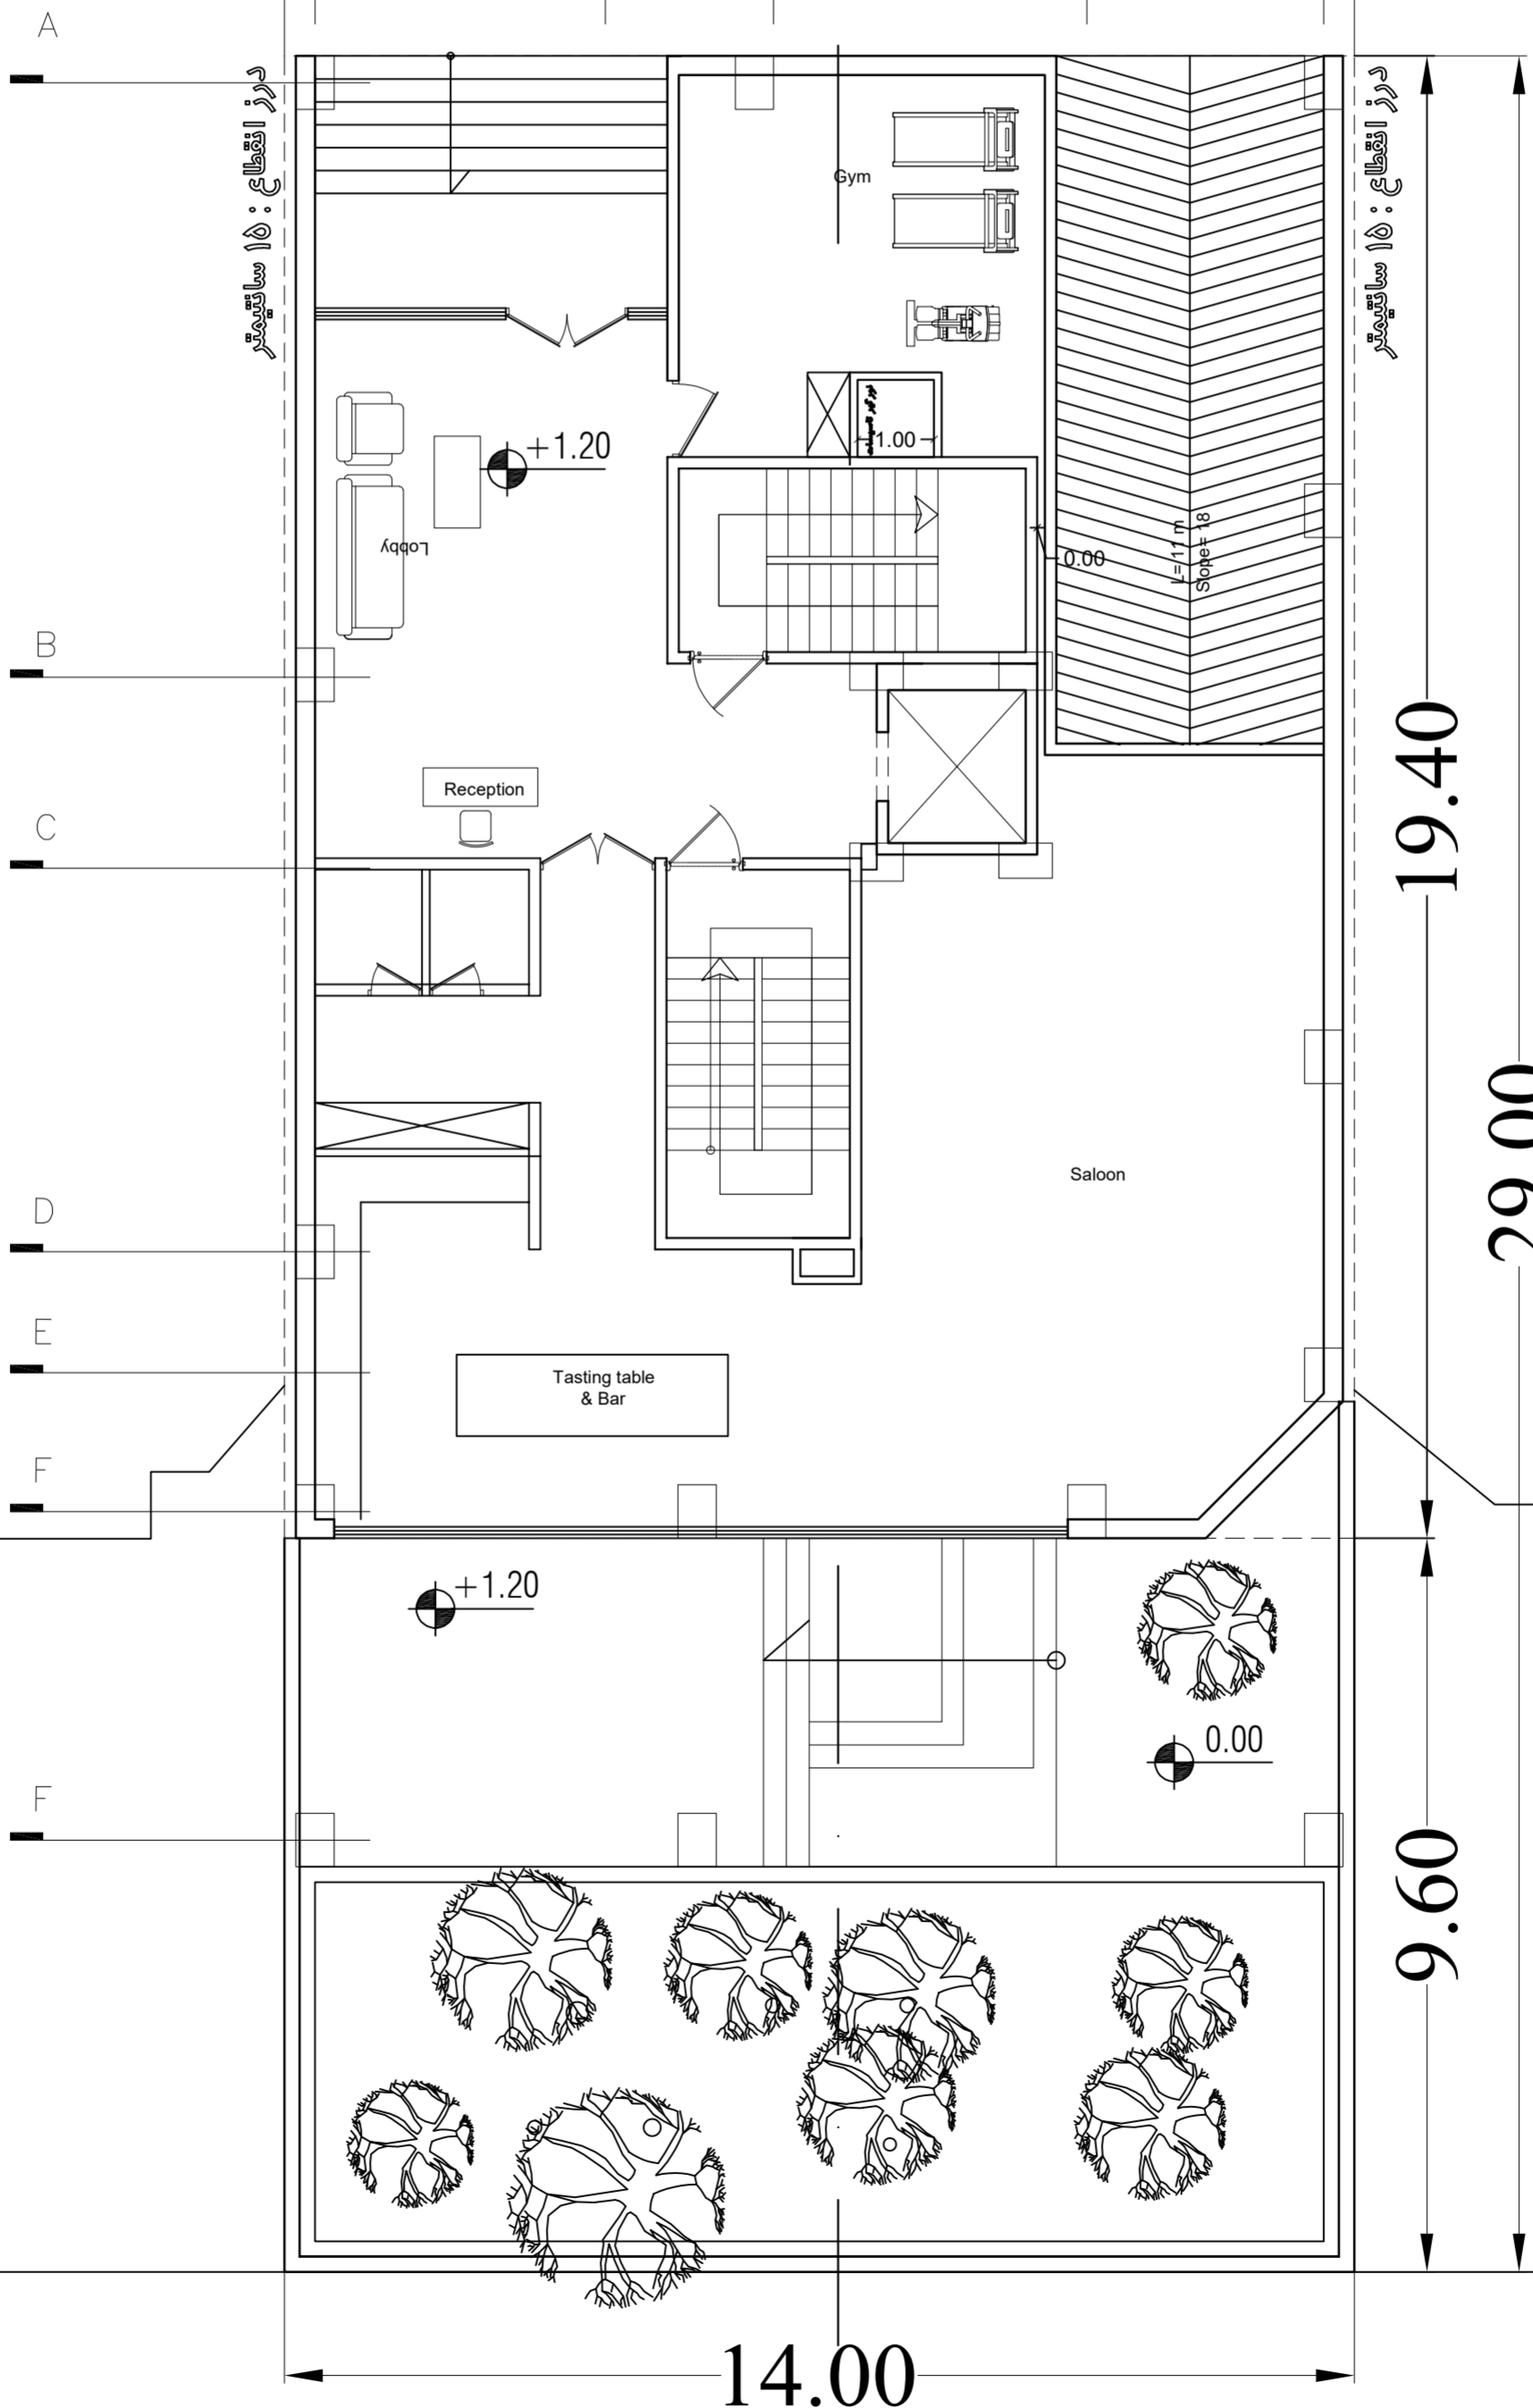 A
درز انقطاع : ۱۵ سانتیمتر
درز انقطاع : ۱۵ سانتیمتر
Gym
+1.20
1.00
Lobby
L=11 m
Slope= 18
0.00
B
19.40
Reception
C
29.00
Saloon
D
E
Tasting table
& Bar
F
+1.20
0.00
F
9.60
14.00